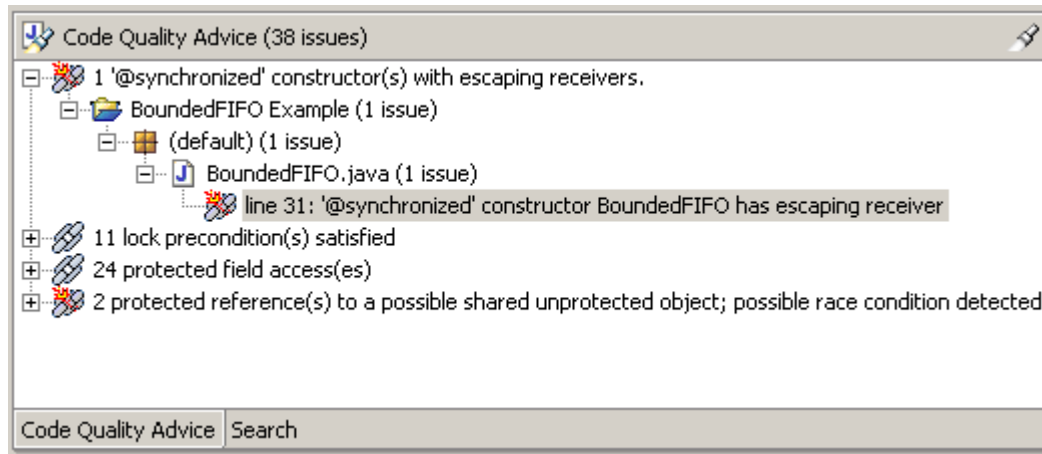 Code Quality Advice (38 issues)
1 '@synchronized' constructor(s) with escaping receivers.
BoundedFIFO Example (1 issue)
(default) (1 issue)
BoundedFIFO.java (1 issue)
line 31: '@synchronized' constructor BoundedFIFO has escaping receiver
11 lock precondition(s) satisfied
24 protected field access(es)
2 protected reference(s) to a possible shared unprotected object; possible race condition detected
Code Quality Advice Search